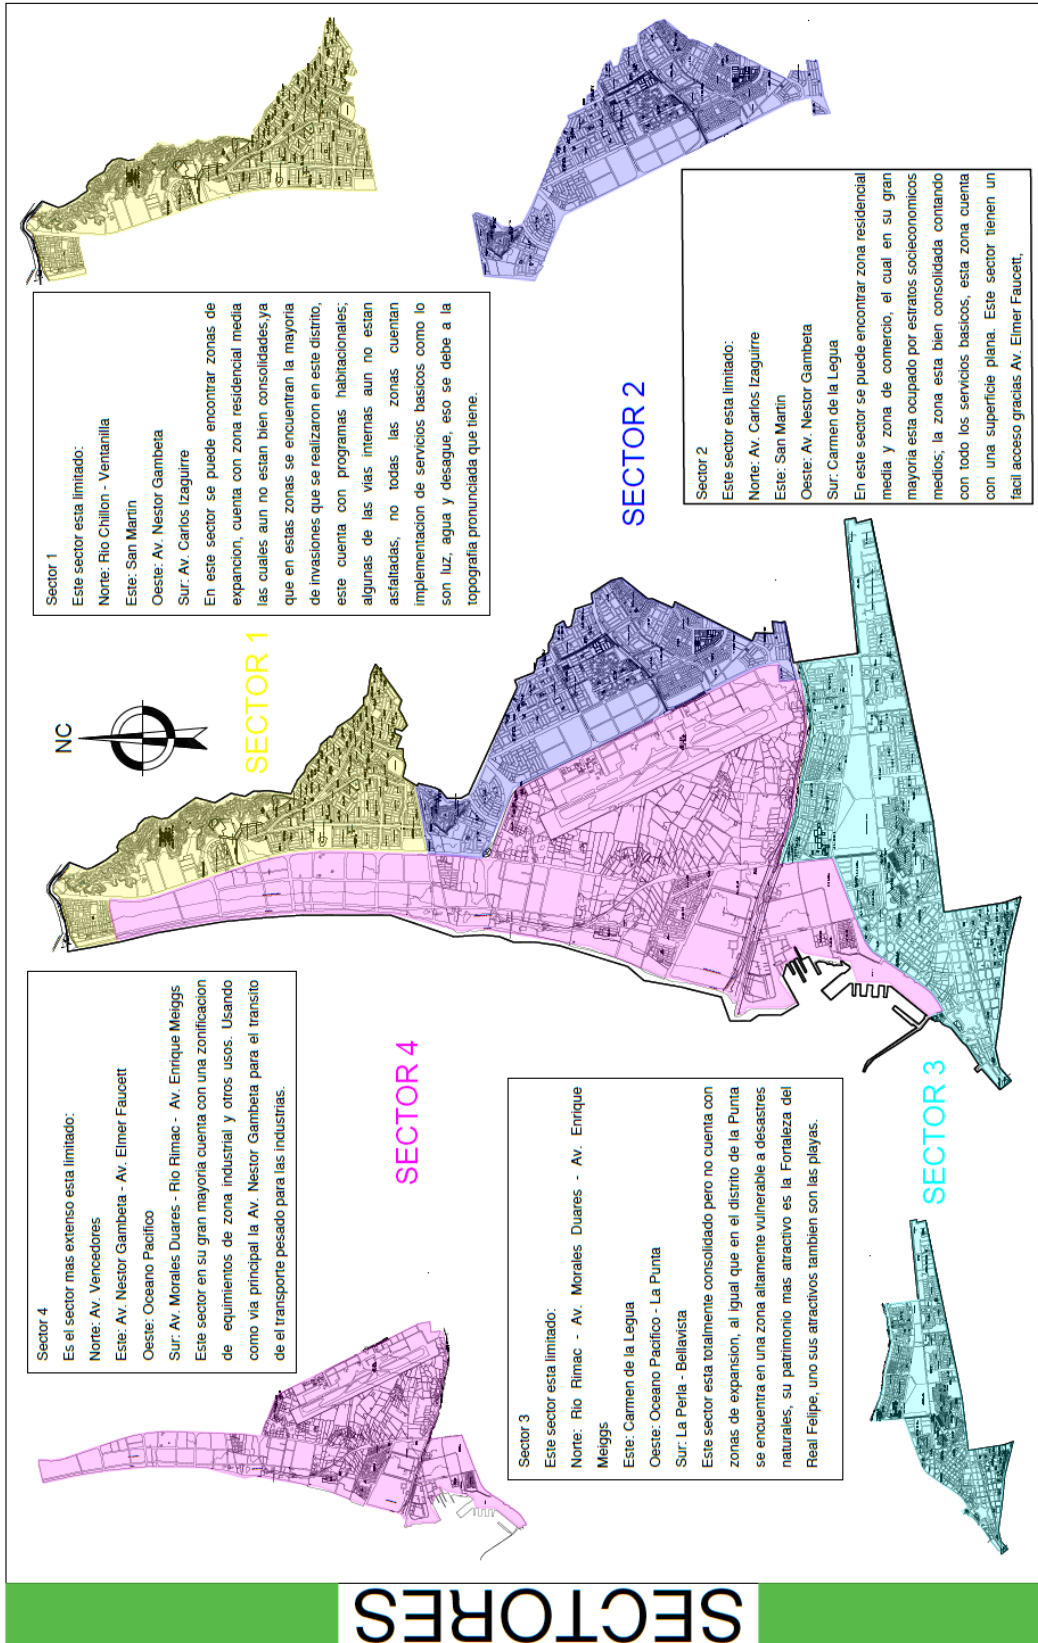 SECTORES
Sector 4
Es el sector mas extenso esta limitado:
Norte: Av. Vencedores
Este: Av. Nestor Gambeta - Av. Elmer Faucett
Oeste: Oceano Pacifico
Sur: Av. Morales Duares - Rio Rimac - Av. Enrique Meiggs
Este sector en su gran mayoria cuenta con una zonificacion
de equimientos de zona industrial y otros usos. Usando
como via principal la Av. Nestor Gambeta para el transito
de el transporte pesado para las industrias.
SECTOR 4
Sector 3
Este sector esta limitado:
Norte: Rio Rimac - Av. Morales Duares - Av. Enrique
Meiggs
Este: Carmen de la Legua
Oeste: Oceano Pacifico - La Punta
Sur: La Perla - Bellavista
Este sector esta totalmente consolidado pero no cuenta con
zonas de expansion, al igual que en el distrito de la Punta
se encuentra en una zona altamente vulnerable a desastres
naturales, su patrimonio mas atractivo es la Fortaleza del
Real Felipe, uno sus atractivos tambien son las playas.
SECTOR 3
NC
SECTOR 1
Sector 1
Este sector esta limitado:
Norte: Rio Chillon - Ventanilla
Este: San Martin
Oeste: Av. Nestor Gambeta
Sur: Av. Carlos Izaguirre
En este sector se puede encontrar zonas de
expancion, cuenta con zona residencial media
las cuales aun no estan bien consolidades,ya
que en estas zonas se encuentran la mayoria
de invasiones que se realizaron en este distrito,
este cuenta con programas habitacionales;
algunas de las vias internas aun no estan
asfaltadas, no todas las zonas cuentan
implementacion de servicios basicos como lo
son luz, agua y desague, eso se debe a la
topografia pronunciada que tiene.
SECTOR 2
Sector 2
Este sector esta limitado:
Norte: Av. Carlos Izaguirre
Este: San Martin
Oeste: Av. Nestor Gambeta
Sur: Carmen de la Legua
En este sector se puede encontrar zona residencial
media y zona de comercio, el cual en su gran
mayoria esta ocupado por estratos socieconomicos
medios; la zona esta bien consolidada contando
con todo los servicios basicos, esta zona cuenta
con una superficie plana. Este sector tienen un
facil acceso gracias Av. Elmer Faucett,